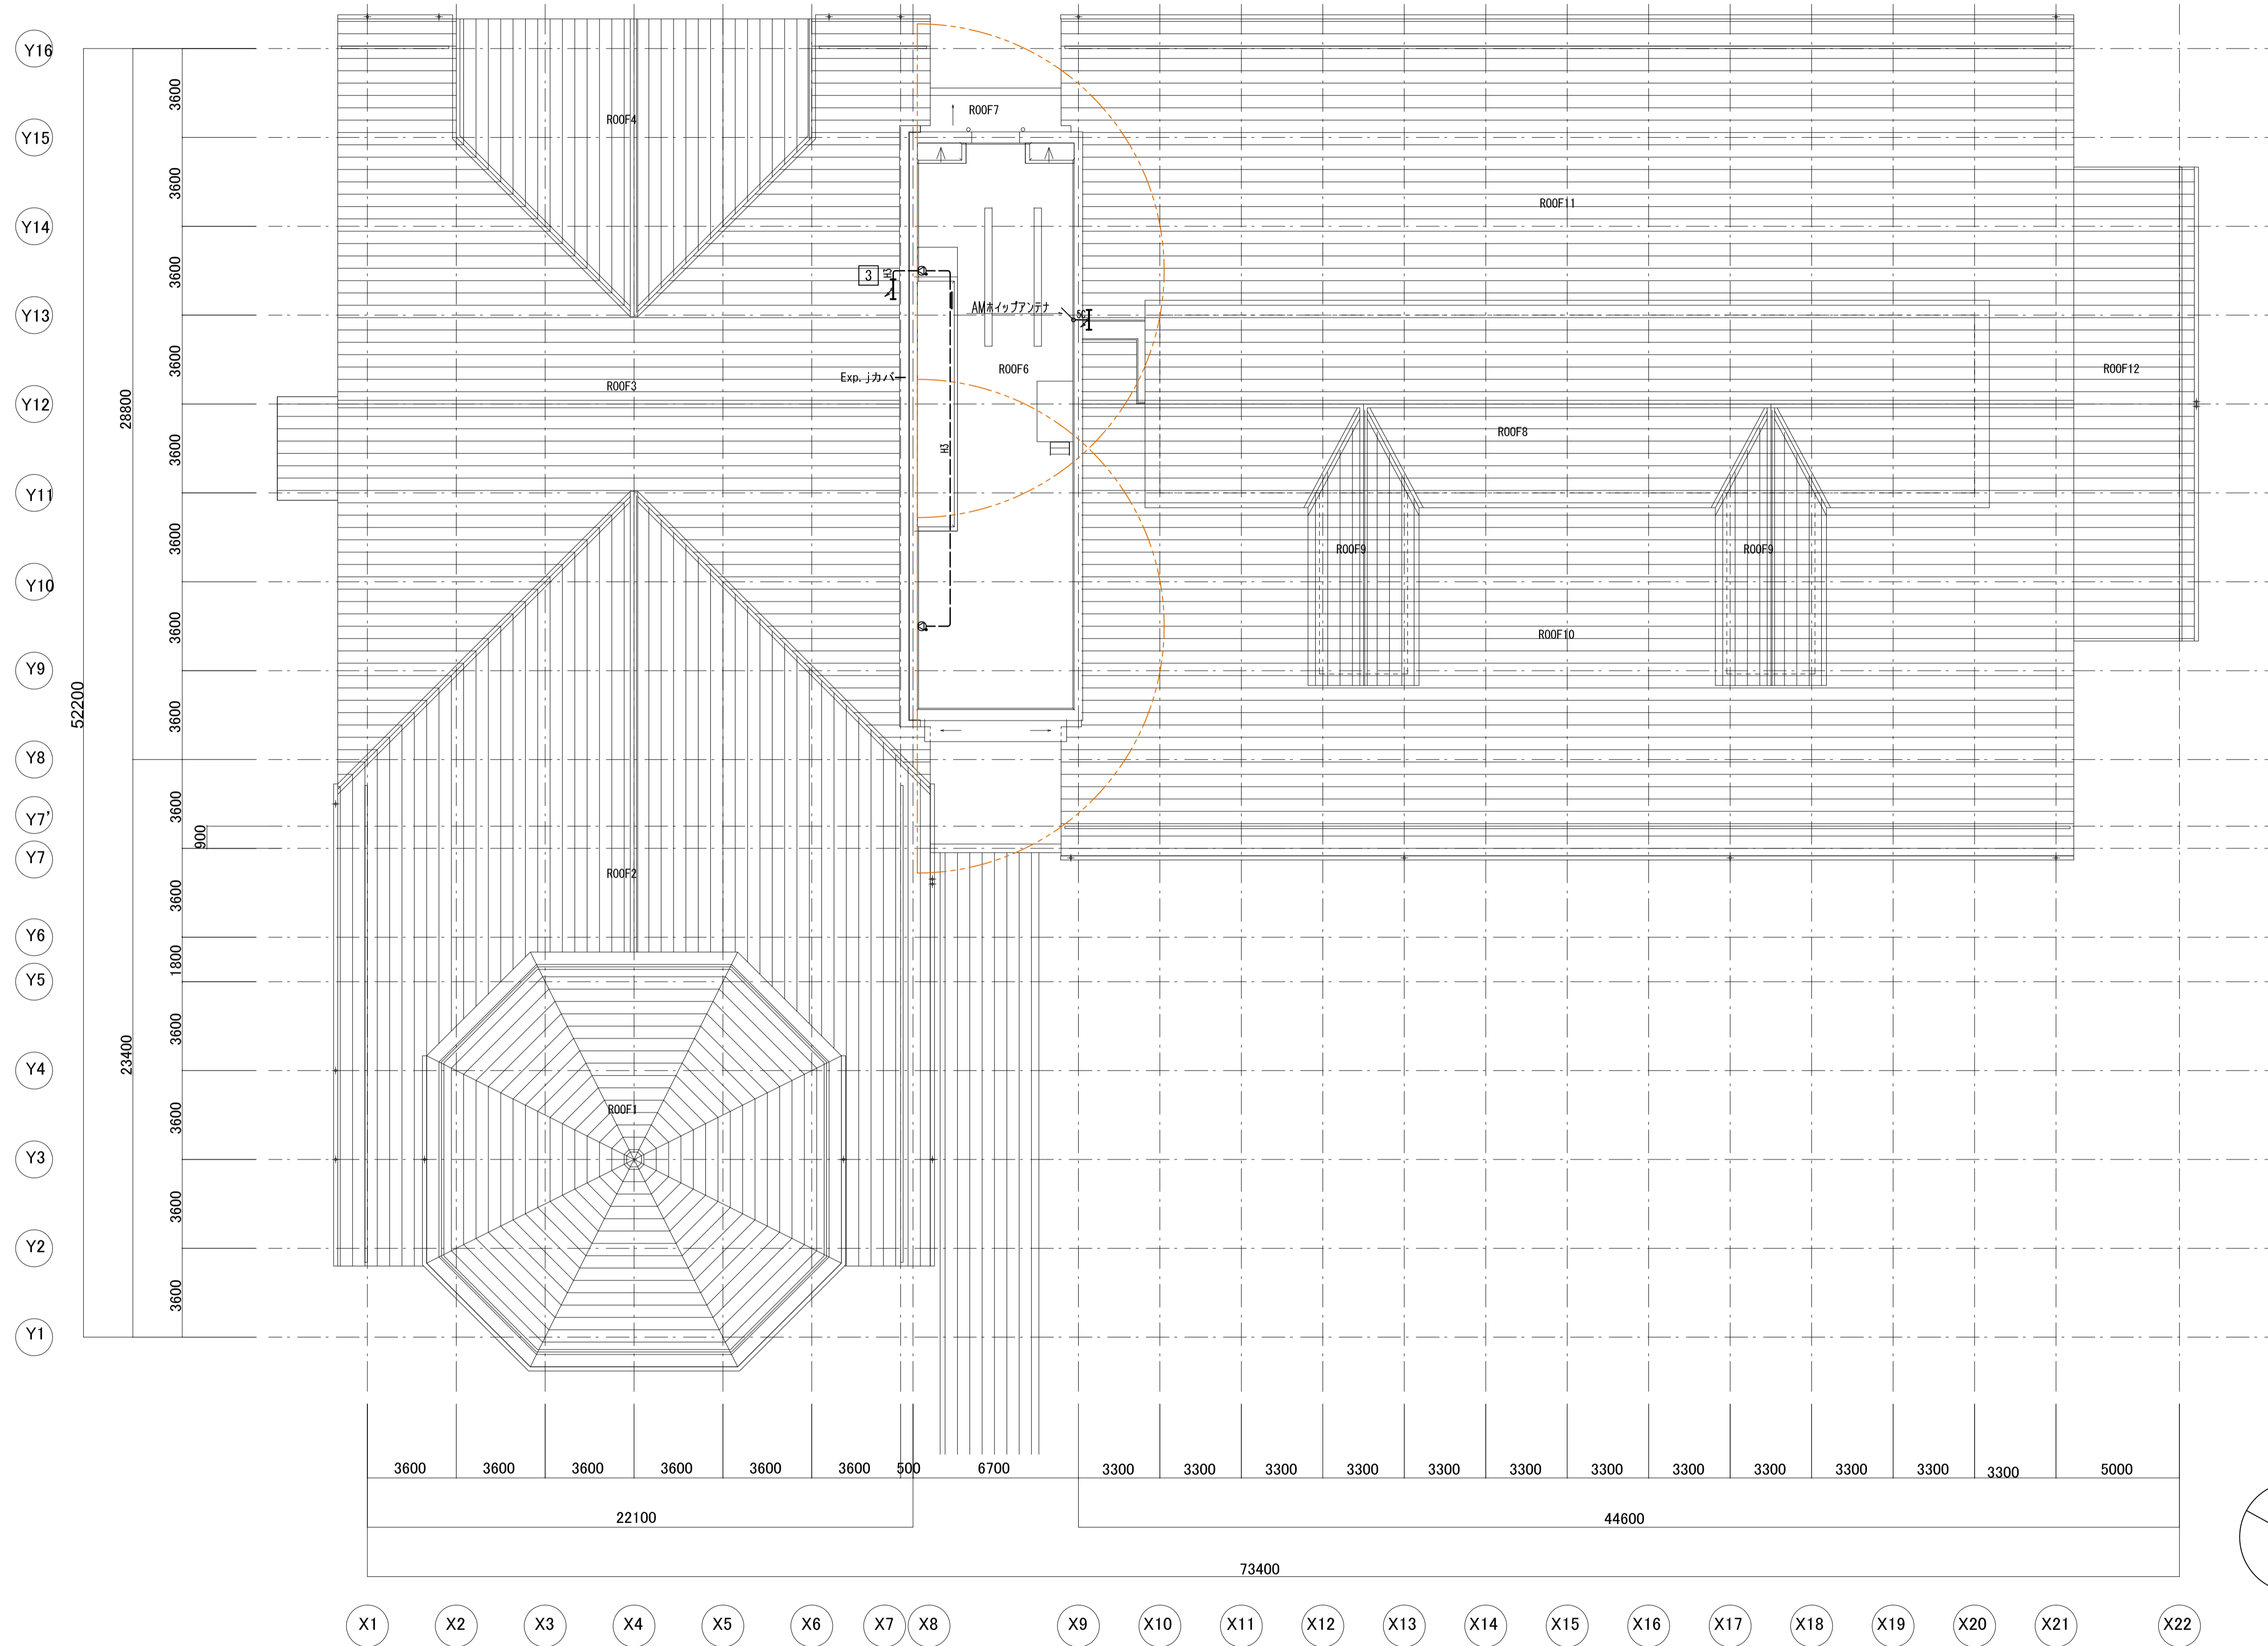 Y16
3600
ROOF4
ROOF7
Y15
3600
ROOF11
Y14
3600
3
H3
AMホイップアンテナ
5C
Y13
3600
ROOF3
Exp.jカバー
ROOF6
ROOF12
28800
Y12
3600
H3
ROOF8
Y11
3600
ROOF9
ROOF9
Y10
3600
ROOF10
Y9
52200
3600
Y8
3600
Y7'
900
Y7
ROOF2
3600
Y6
1800
Y5
3600
23400
Y4
3600
ROOF1
Y3
3600
Y2
3600
Y1
3600 3600 3600 3600 3600 3600 500 6700 3300 3300 3300 3300 3300 3300 3300 3300 3300 3300 3300 3300 5000
22100 44600
73400
X1 X2 X3 X4 X5 X6 X7 X8 X9 X10 X11 X12 X13 X14 X15 X16 X17 X18 X19 X20 X21 X22